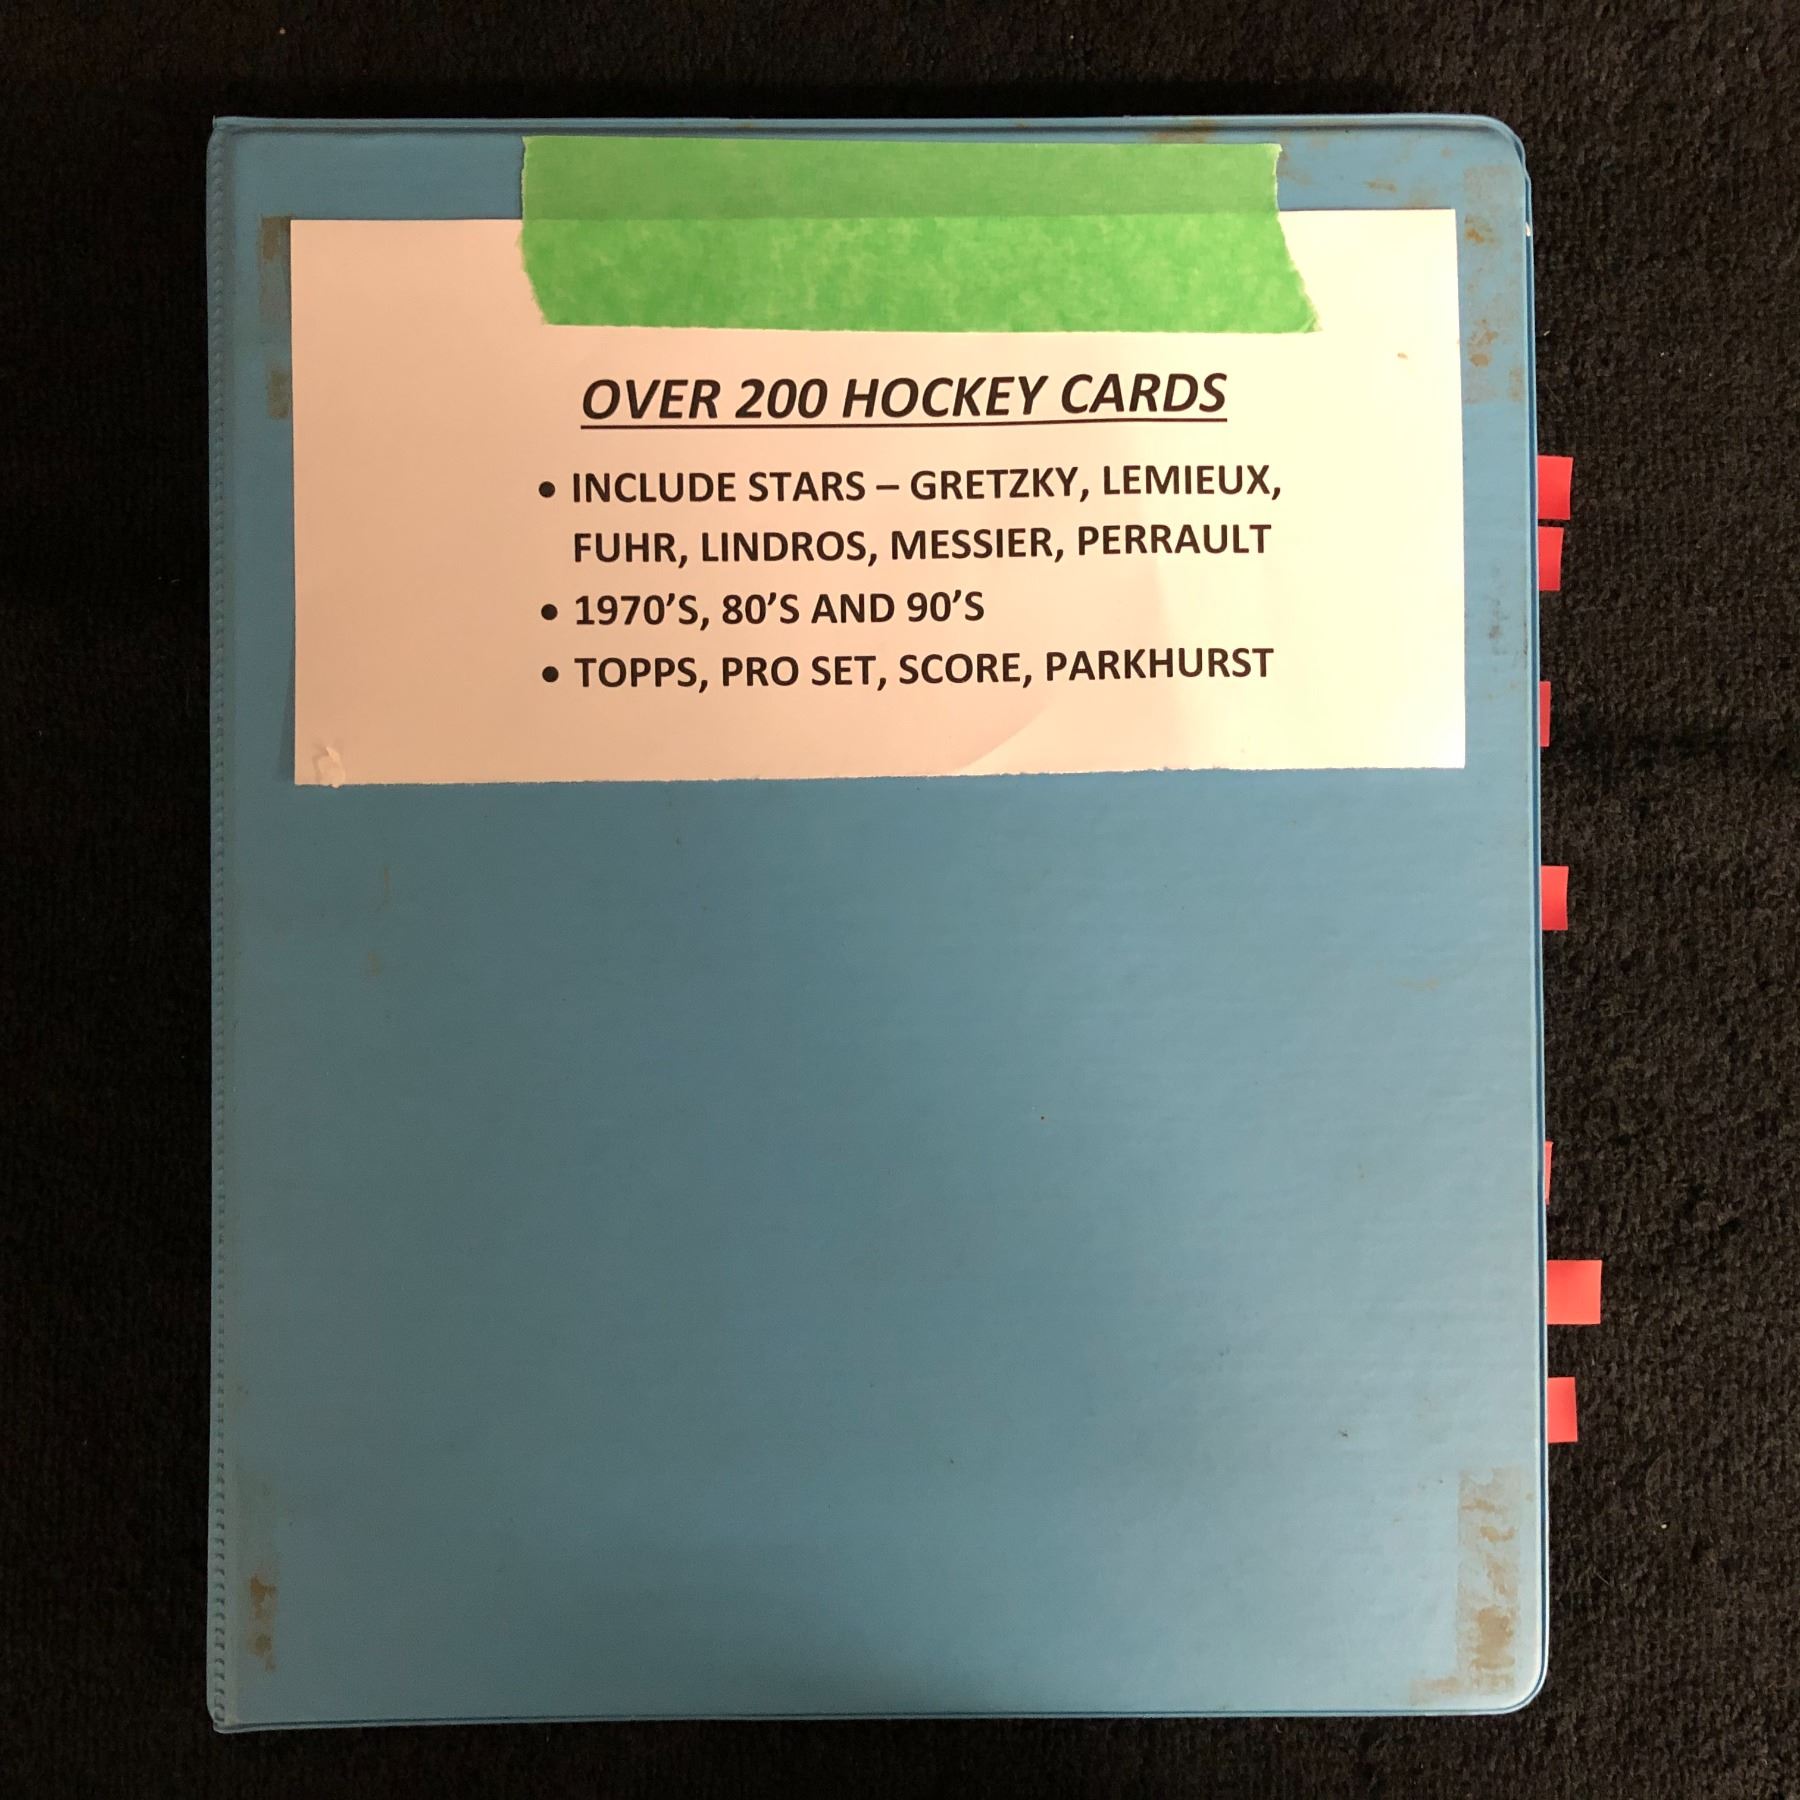 OVER 200 HOCKEY CARDS
• INCLUDE STARS – GRETZKY, LEMIEUX,
FUHR, LINDROS, MESSIER, PERRAULT
• 1970’S, 80’S AND 90’S
• TOPPS, PRO SET, SCORE, PARKHURST